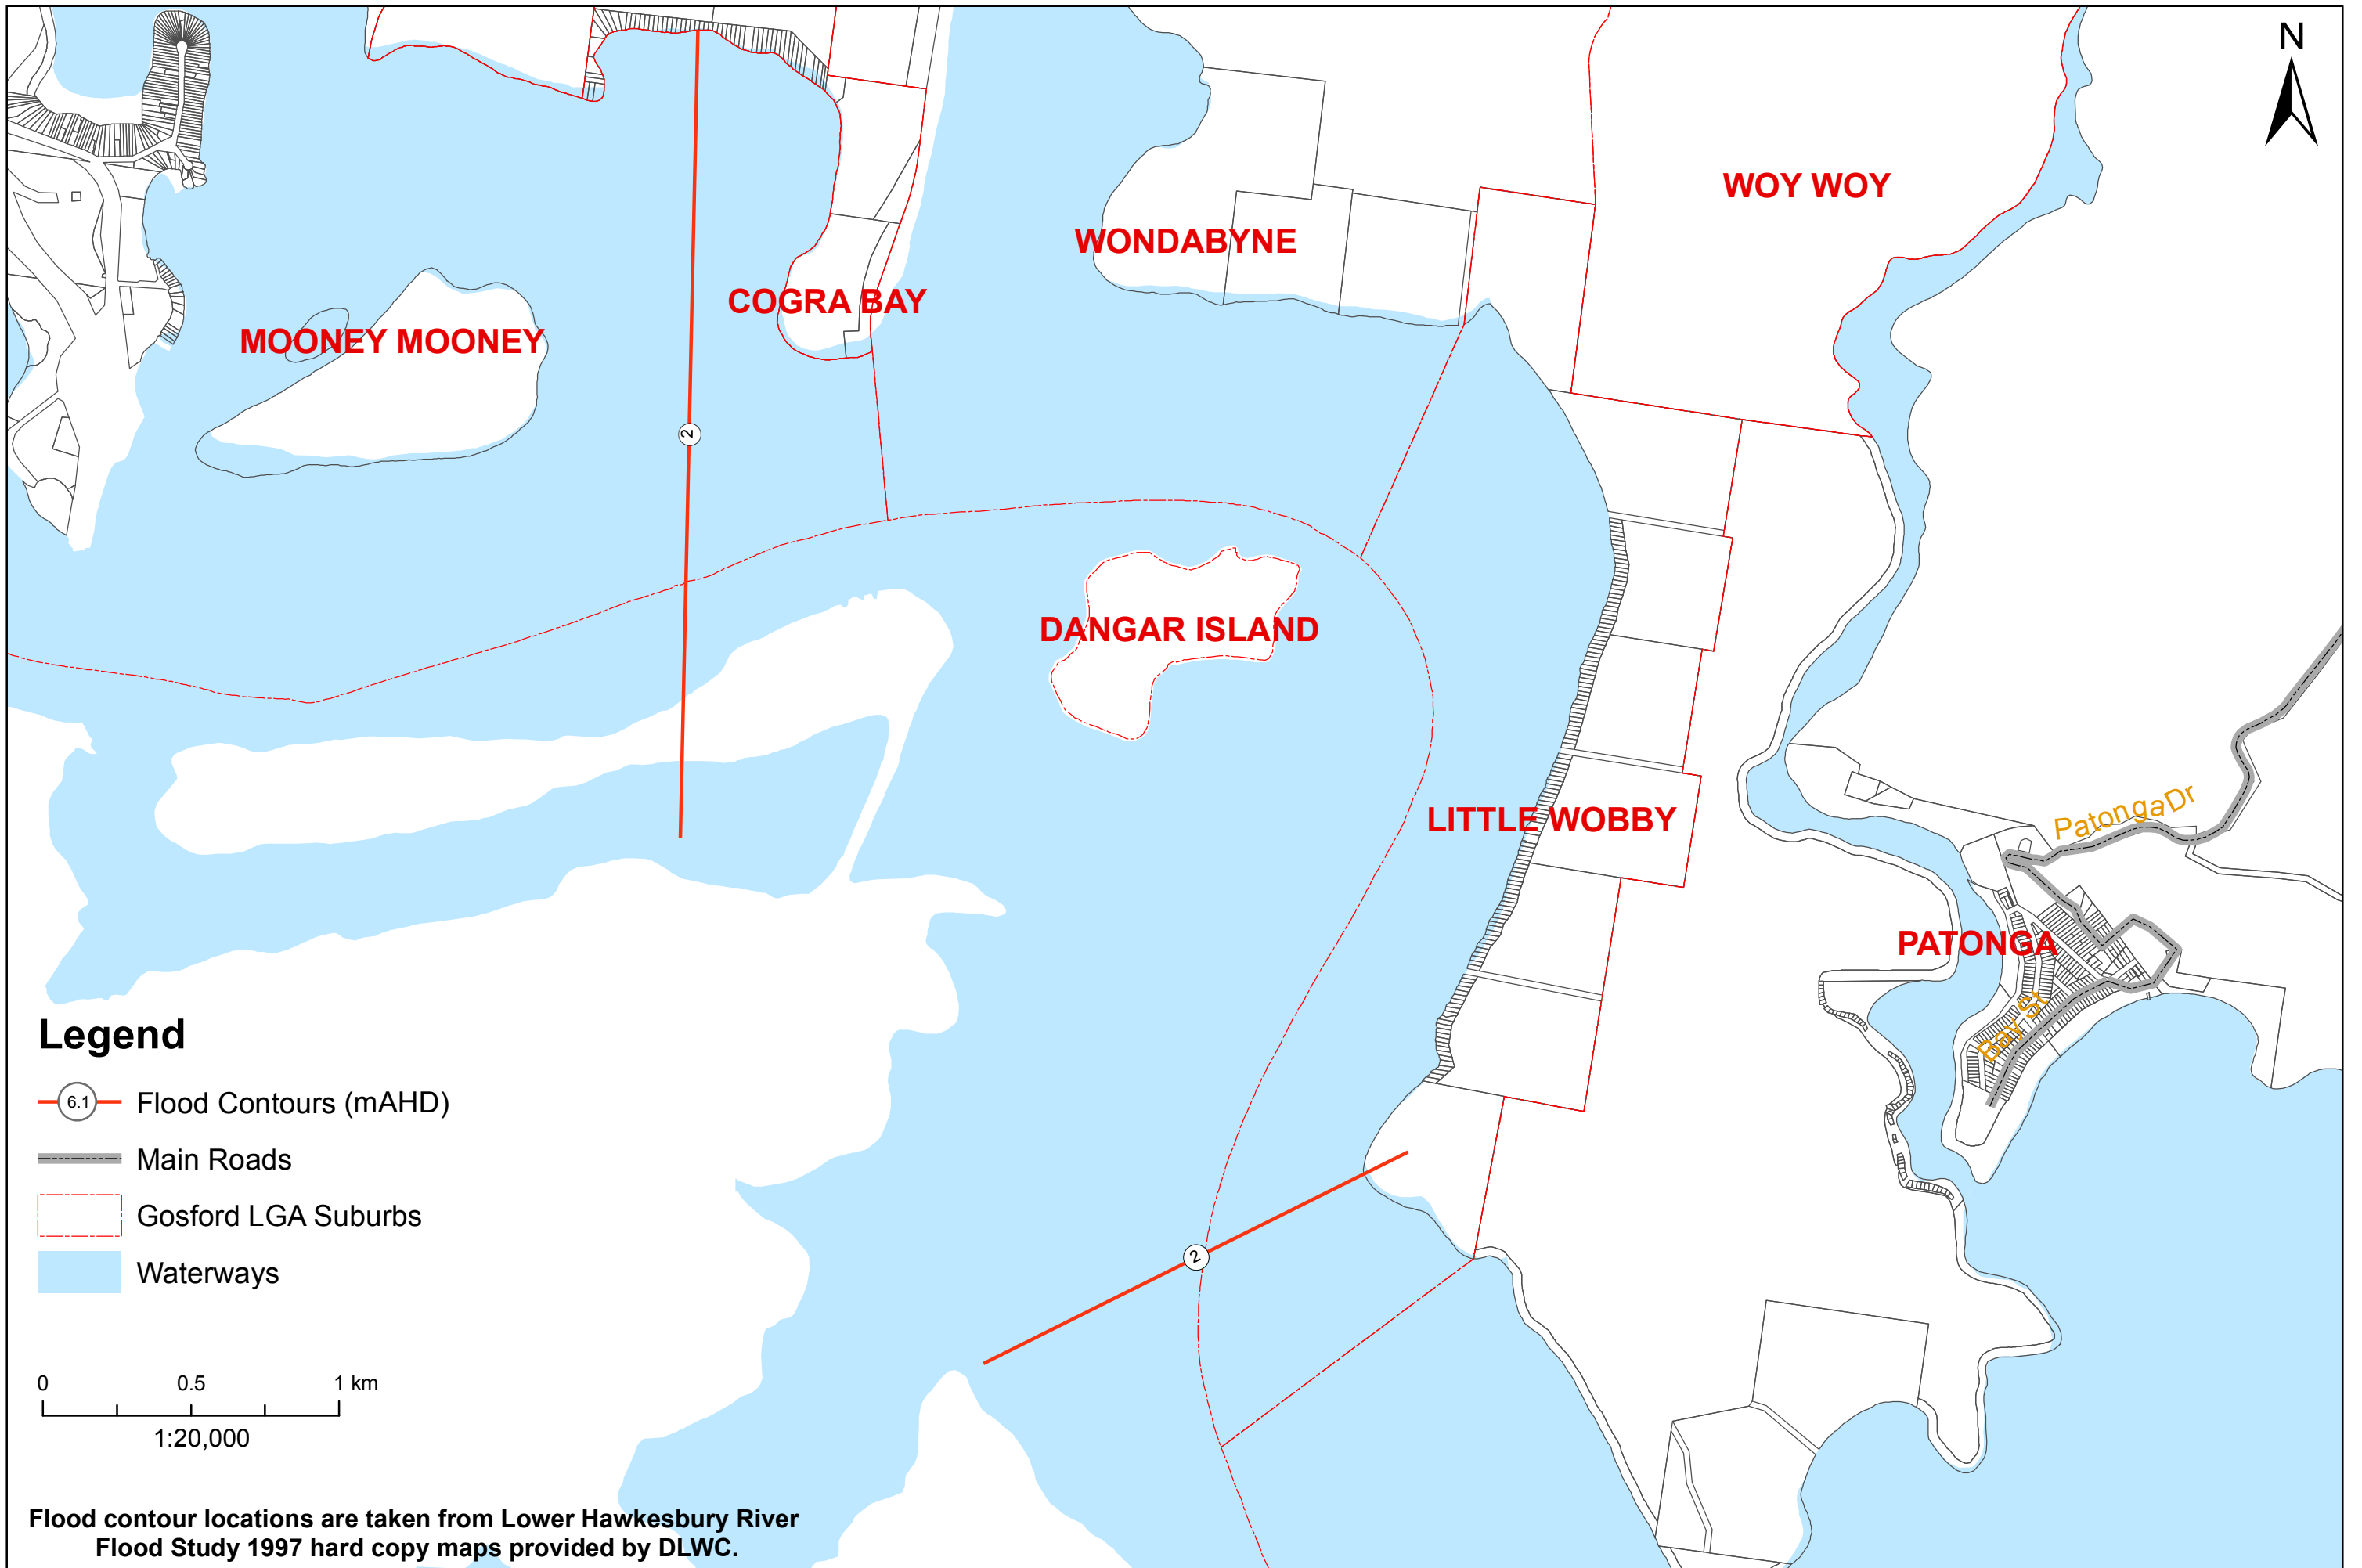 N
WOY WOY
WONDABYNE
COGRA BAY
MOONEY MOONEY
2
DANGAR ISLAND
LITTLE WOBBY
Patonga Dr
PATONGA
Bay St
2
Legend
6.1 Flood Contours (mAHD)
Main Roads
Gosford LGA Suburbs
Waterways
0 0.5 1 km
1:20,000
Flood contour locations are taken from Lower Hawkesbury River
Flood Study 1997 hard copy maps provided by DLWC.